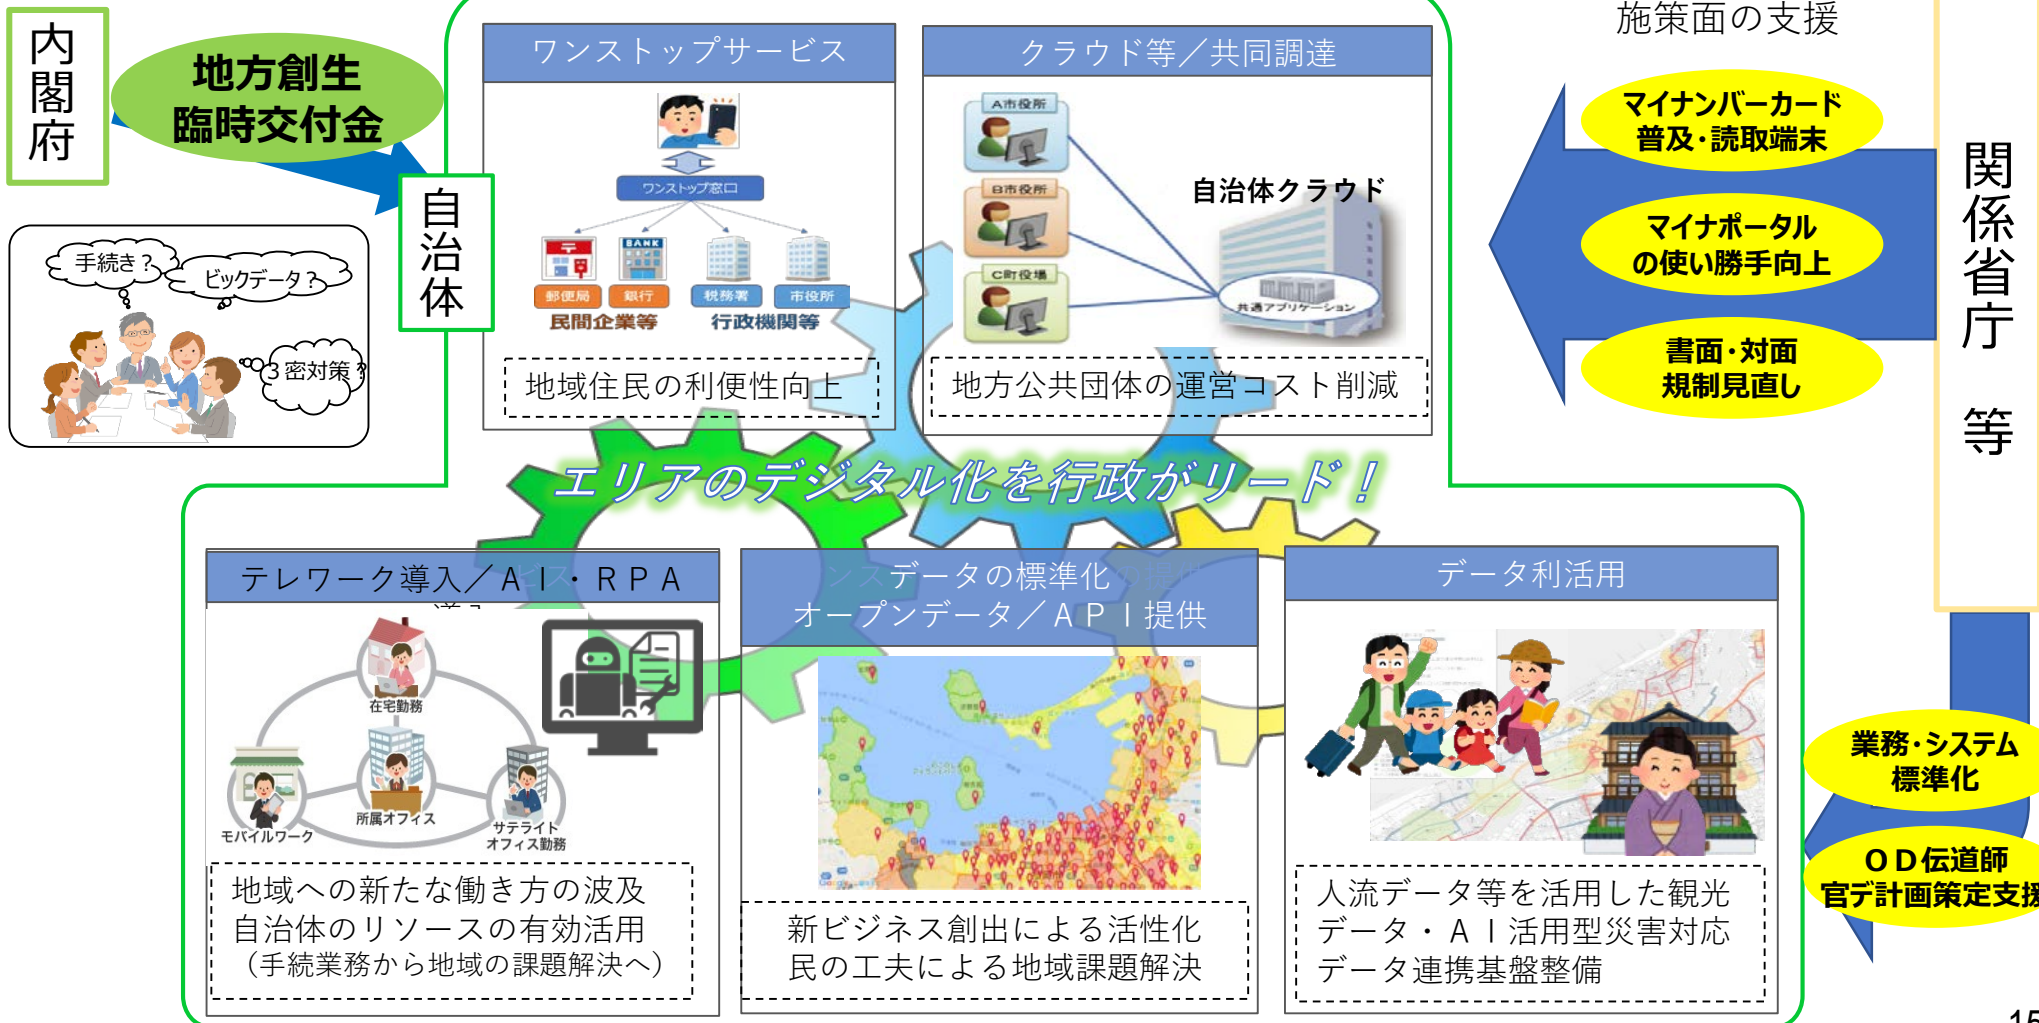 内閣府
地方創生
臨時交付金
自治体
手続き？
ビックデータ？
３密対策？
ワンストップサービス
ワンストップ窓口
郵便局
BANK
銀行
税務署
市役所
民間企業等
行政機関等
地域住民の利便性向上
クラウド等／共同調達
A市役所
B市役所
C町役場
自治体クラウド
共通アプリケーション
地方公共団体の運営コスト削減
施策面の支援
マイナンバーカード
普及・読取端末
マイナポータル
の使い勝手向上
書面・対面
規制見直し
関係省庁　等
エリアのデジタル化を行政がリード！
テレワーク導入／ＡＩ・ＲＰＡ
在宅勤務
モバイルワーク
所属オフィス
サテライト
オフィス勤務
地域への新たな働き方の波及
自治体のリソースの有効活用
（手続業務から地域の課題解決へ）
データの標準化
オープンデータ／ＡＰＩ提供
新ビジネス創出による活性化
民の工夫による地域課題解決
データ利活用
人流データ等を活用した観光
データ・ＡＩ活用型災害対応
データ連携基盤整備
業務・システム
標準化
ＯＤ伝道師
官デ計画策定支援
15